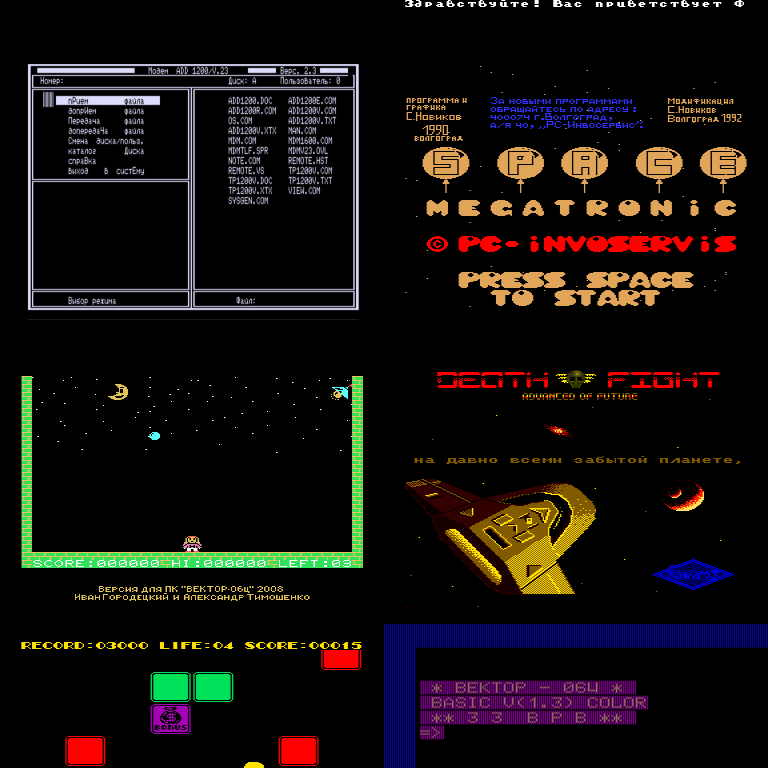 Модем ADD 1200/V.23 Верс. 2.3
Номер: Диск: A Пользователь: 0
пРием файла
допрИем файла
Передача файла
допередаЧа файла
Смена диска/польз.
каталог Диска
спраВка
выход в систЕму
ADD1200.DOC ADD1200E.COM
ADD1200R.COM ADD1200V.COM
OS.COM ADD1200V.TXT
ADD1200V.XTX MAN.COM
MDM.COM MDM1600.COM
MDMTLF.SPR MDMV23.OVL
NOTE.COM REMOTE.HST
REMOTE.VS TP1200V.COM
TP1200V.DOC TP1200V.TXT
TP1200V.XTX VIEW.COM
SYSGEN.COM
Выбор режима
Файл:
Здравствуйте! Вас приветствует Ф
ПРОГРАММА И
ГРАФИКА
С.Новиков
1990
ВОЛГОГРАД
За новыми программами
обращайтесь по адресу:
400074 г.Волгоград,
а/я 40, „PC-Инвосервис".
Модификация
С.Новиков
Волгоград 1992
SPACE
MEGATRONIC
© PC-INVOSERVIS
PRESS SPACE
TO START
SCORE:000000 HI:000000 LEFT:03
Версия для ПК "ВЕКТОР-06Ц" 2008
Иван Городецкий и Александр Тимошенко
DEATH FIGHT
ADVANCED OF FUTURE
на давно всеми забытой планете,
RECORD:03000 LIFE:04 SCORE:00015
BONUS
* ВЕКТОР - 06Ц *
BASIC V(1.3) COLOR
** 3 3 B P B **
=>